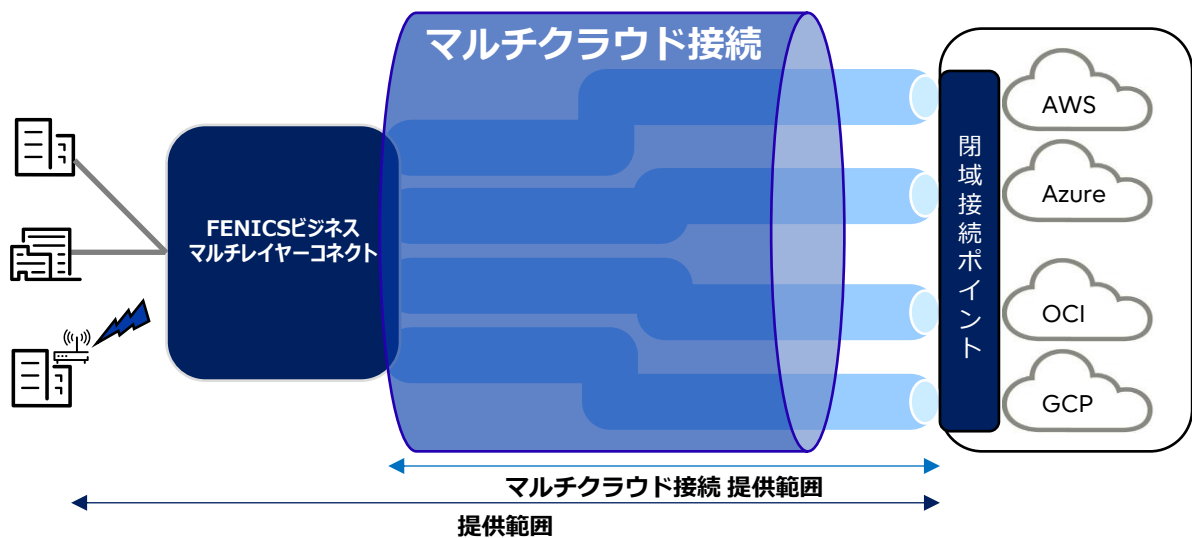 マルチクラウド接続
FENICSビジネス
マルチレイヤーコネクト
閉域接続ポイント
AWS
Azure
OCI
GCP
マルチクラウド接続 提供範囲
提供範囲